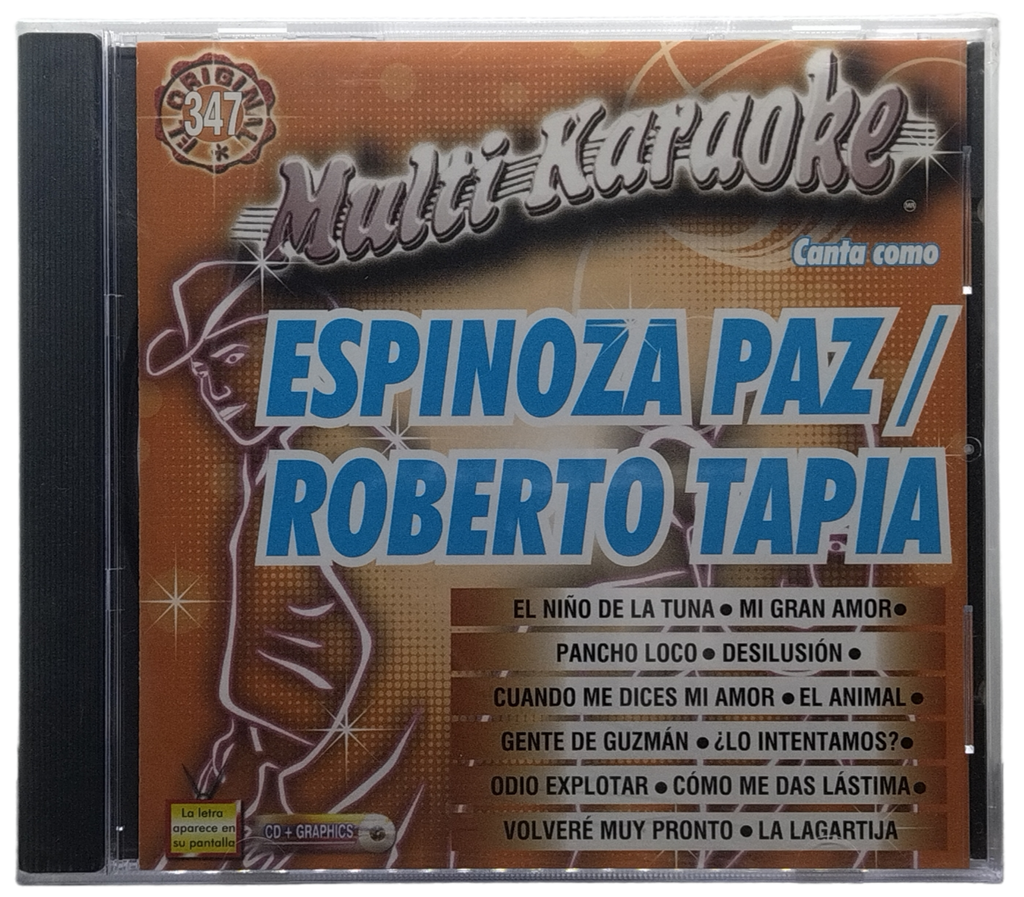 EL ORIGINAL *
347
Multi Karaoke
Canta como
ESPINOZA PAZ /
ROBERTO TAPIA
EL NIÑO DE LA TUNA ● MI GRAN AMOR●
PANCHO LOCO ● DESILUSIÓN ●
CUANDO ME DICES MI AMOR ● EL ANIMAL●
GENTE DE GUZMÁN ● ¿LO INTENTAMOS?●
ODIO EXPLOTAR ● CÓMO ME DAS LÁSTIMA●
VOLVERÉ MUY PRONTO ● LA LAGARTIJA
La letra
aparece en
su pantalla
CD + GRAPHICS